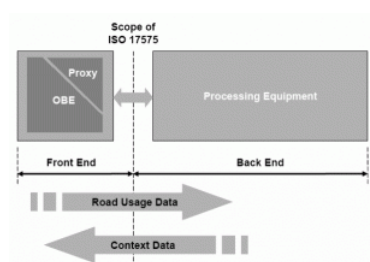 Scope of
ISO 17575
Proxy
OBE
Processing Equipment
Front End
Back End
Road Usage Data
Context Data